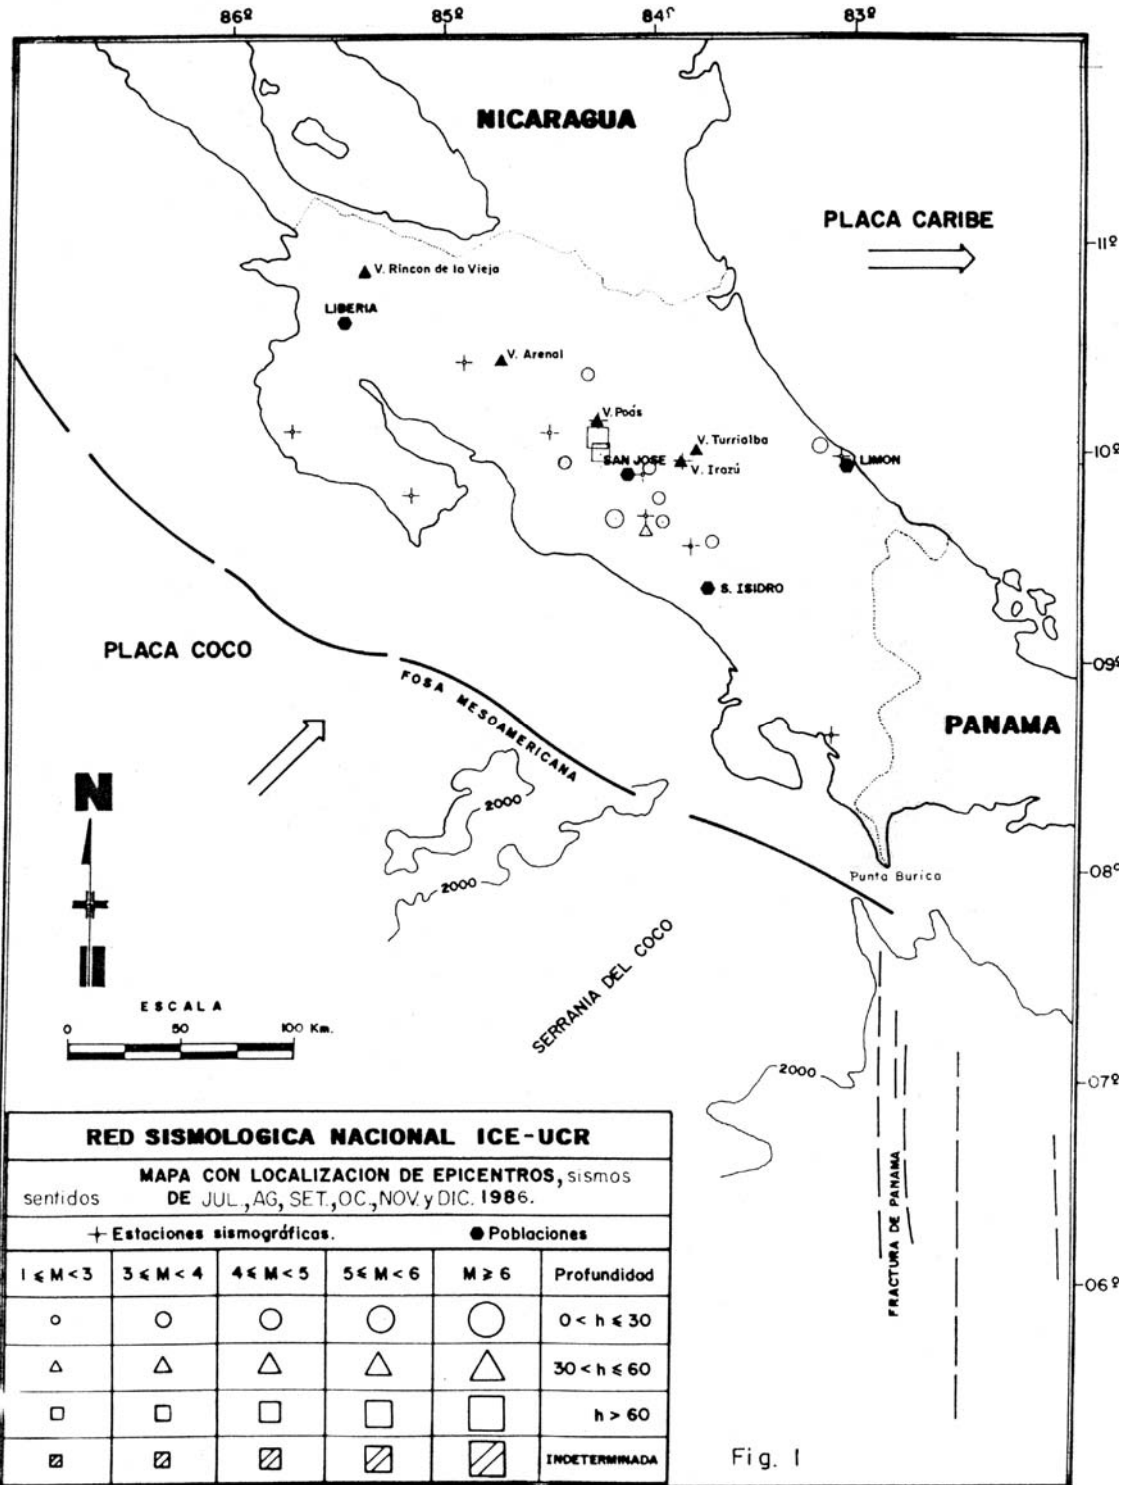 86º 85º 84º 83º
NICARAGUA
PLACA CARIBE
11º
V. Rincon de la Vieja
LIBERIA
V. Arenal
V. Poás
V. Turrialba
10º
SAN JOSE
LIMON
V. Irazú
S. ISIDRO
PLACA COCO
09º
FOSA MESOAMERICANA
PANAMA
N
2000
2000
08º
Punta Burica
SERRANIA DEL COCO
ESCALA
0 50 100 Km.
2000
07º
FRACTURA DE PANAMA
06º
RED SISMOLOGICA NACIONAL ICE-UCR
MAPA CON LOCALIZACION DE EPICENTROS, sismos
sentidos DE JUL., AG, SET., OC., NOV. y DIC. 1986.
Estaciones sismográficas. Poblaciones
1 ≤ M < 3 3 ≤ M < 4 4 ≤ M < 5 5 ≤ M < 6 M ≥ 6 Profundidad
0 < h ≤ 30
30 < h ≤ 60
h > 60
INDETERMINADA
Fig. 1